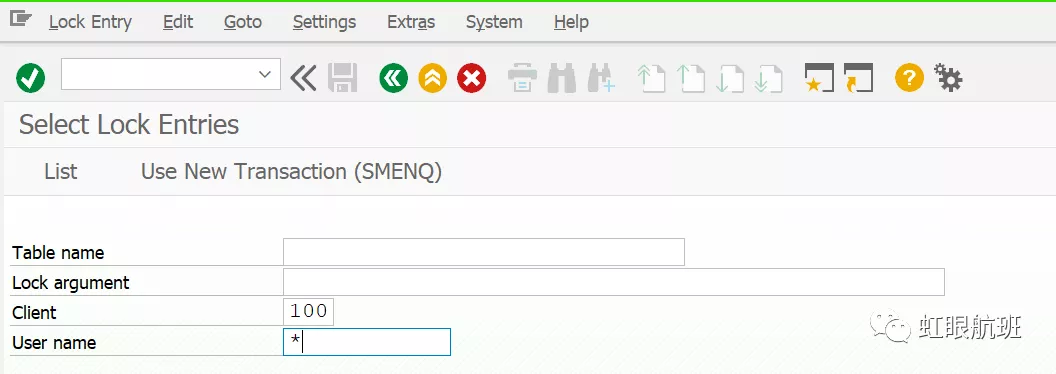 Lock Entry Edit Goto Settings Extras System Help
Select Lock Entries
List Use New Transaction (SMENQ)
Table name
Lock argument
Client 100
User name *
虹眼航班